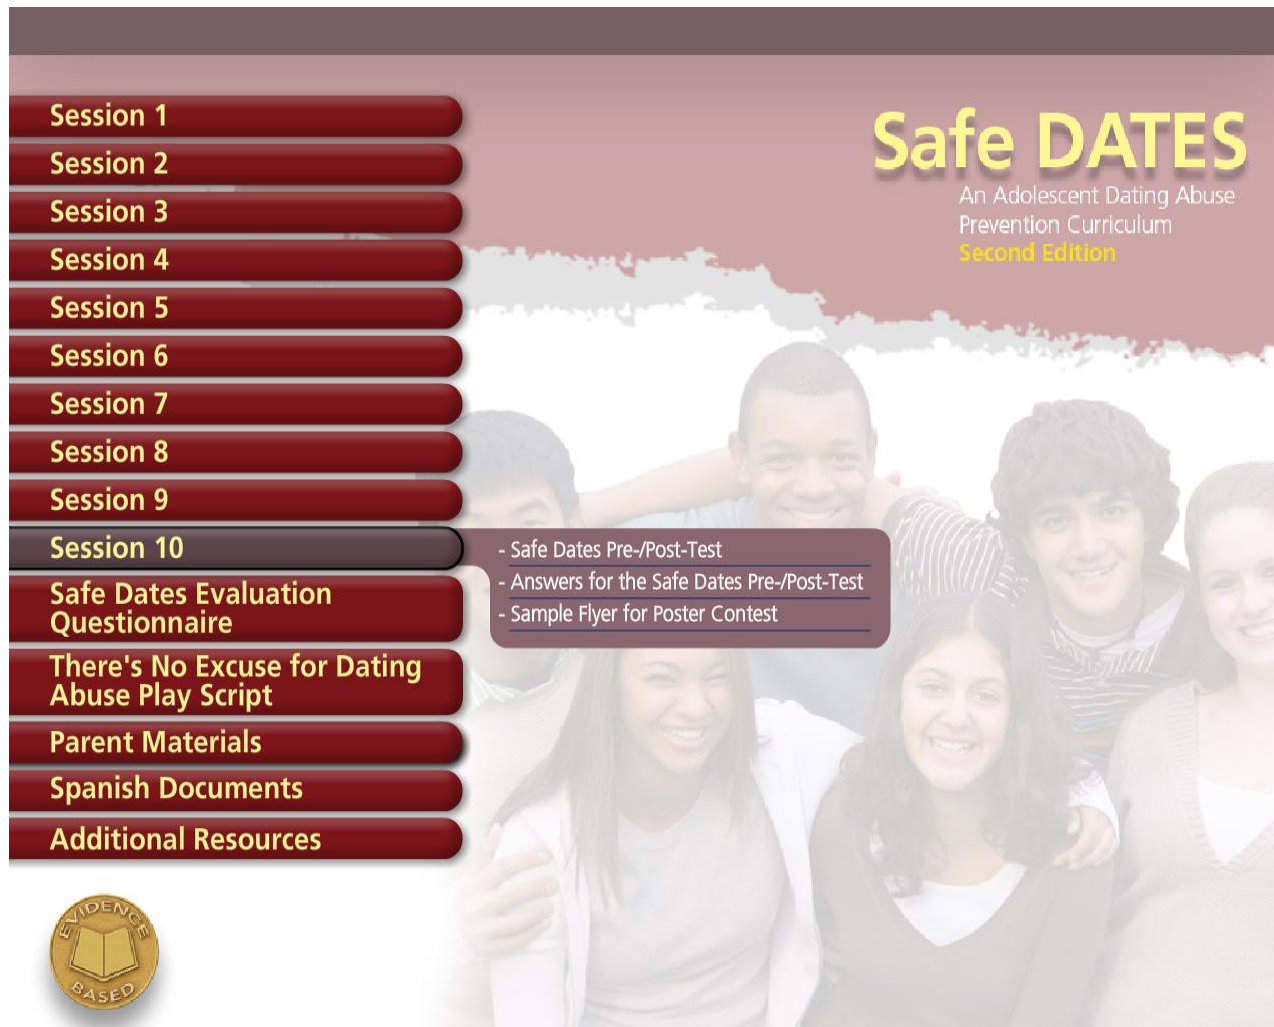 Session 1
Session 2
Session 3
Session 4
Session 5
Session 6
Session 7
Session 8
Session 9
Session 10
- Safe Dates Pre-/Post-Test
- Answers for the Safe Dates Pre-/Post-Test
- Sample Flyer for Poster Contest
Safe Dates Evaluation
Questionnaire
There's No Excuse for Dating
Abuse Play Script
Parent Materials
Spanish Documents
Additional Resources
Safe DATES
An Adolescent Dating Abuse
Prevention Curriculum
Second Edition
EVIDENCE
BASED